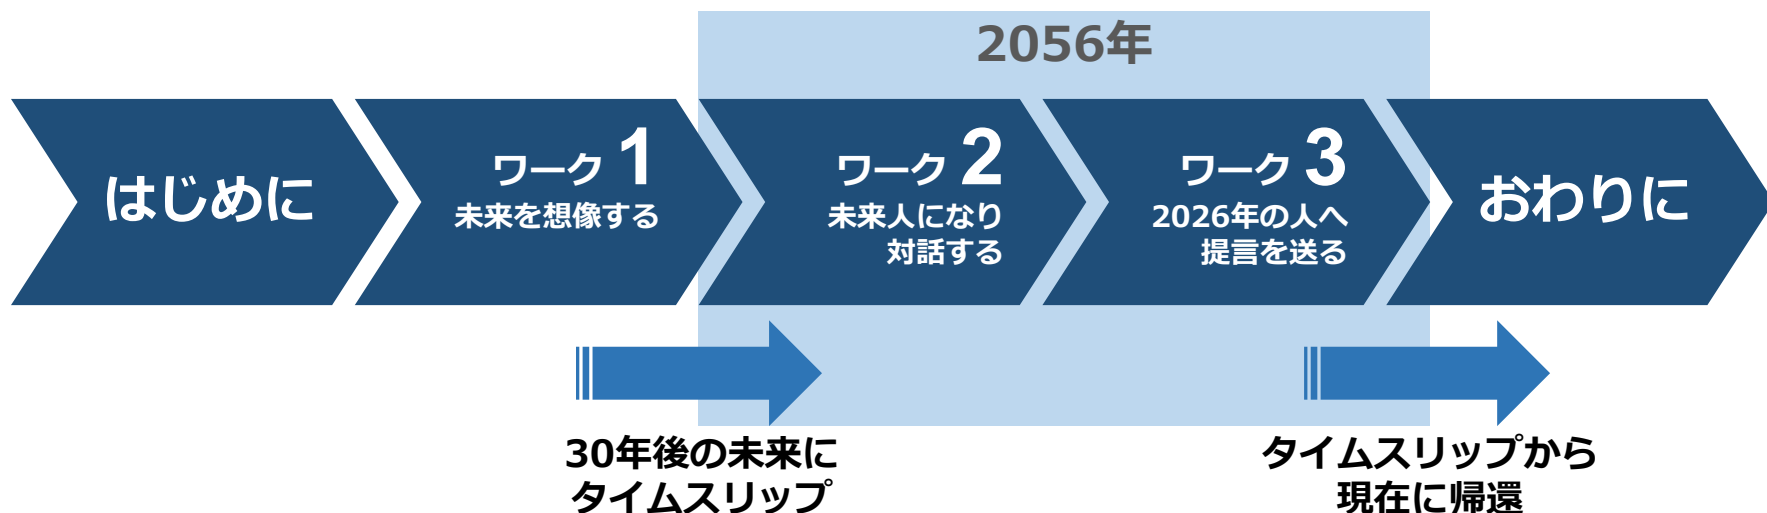 2056年
はじめに
ワーク 1
未来を想像する
ワーク 2
未来人になり
対話する
ワーク 3
2026年の人へ
提言を送る
おわりに
30年後の未来に
タイムスリップ
タイムスリップから
現在に帰還